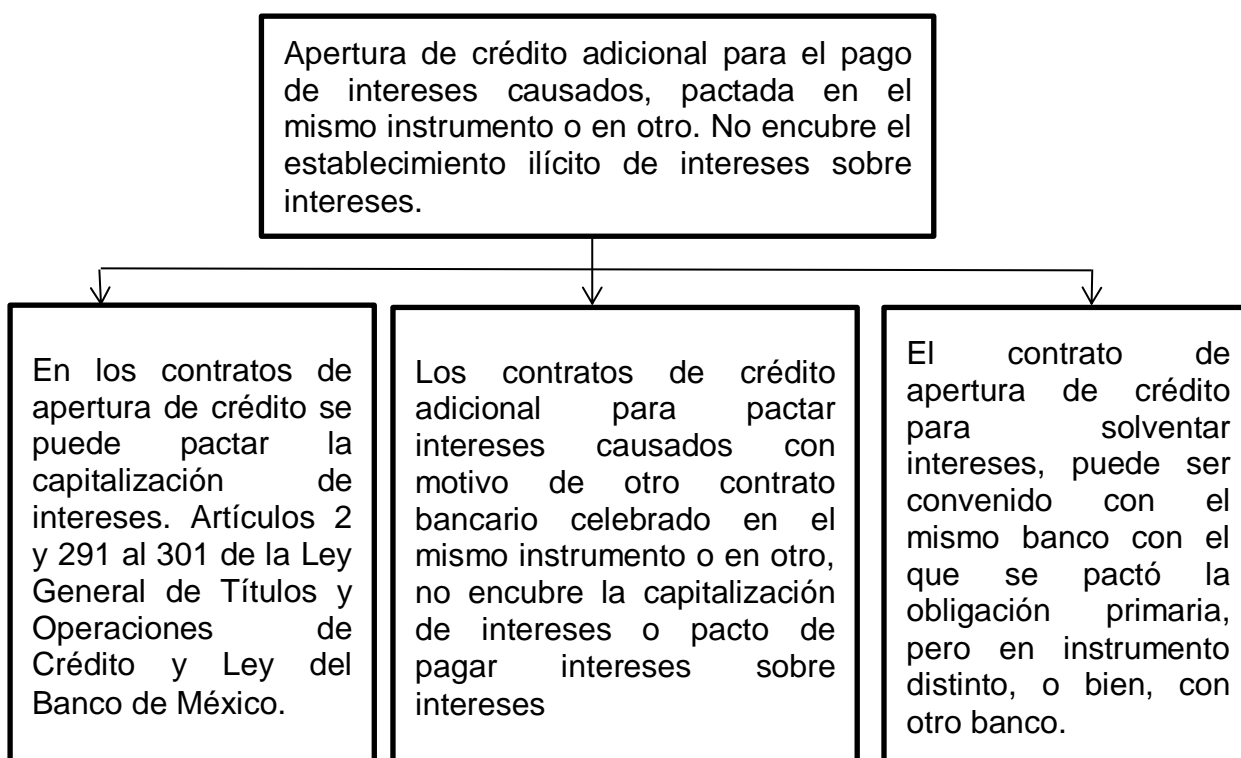 Apertura de crédito adicional para el pago
de intereses causados, pactada en el
mismo instrumento o en otro. No encubre el
establecimiento ilícito de intereses sobre
intereses.
En los contratos de
apertura de crédito se
puede pactar la
capitalización de
intereses. Artículos 2
y 291 al 301 de la Ley
General de Títulos y
Operaciones de
Crédito y Ley del
Banco de México.
Los contratos de crédito
adicional para pactar
intereses causados con
motivo de otro contrato
bancario celebrado en el
mismo instrumento o en otro,
no encubre la capitalización
de intereses o pacto de
pagar intereses sobre
intereses
El contrato de
apertura de crédito
para solventar
intereses, puede ser
convenido con el
mismo banco con el
que se pactó la
obligación primaria,
pero en instrumento
distinto, o bien, con
otro banco.